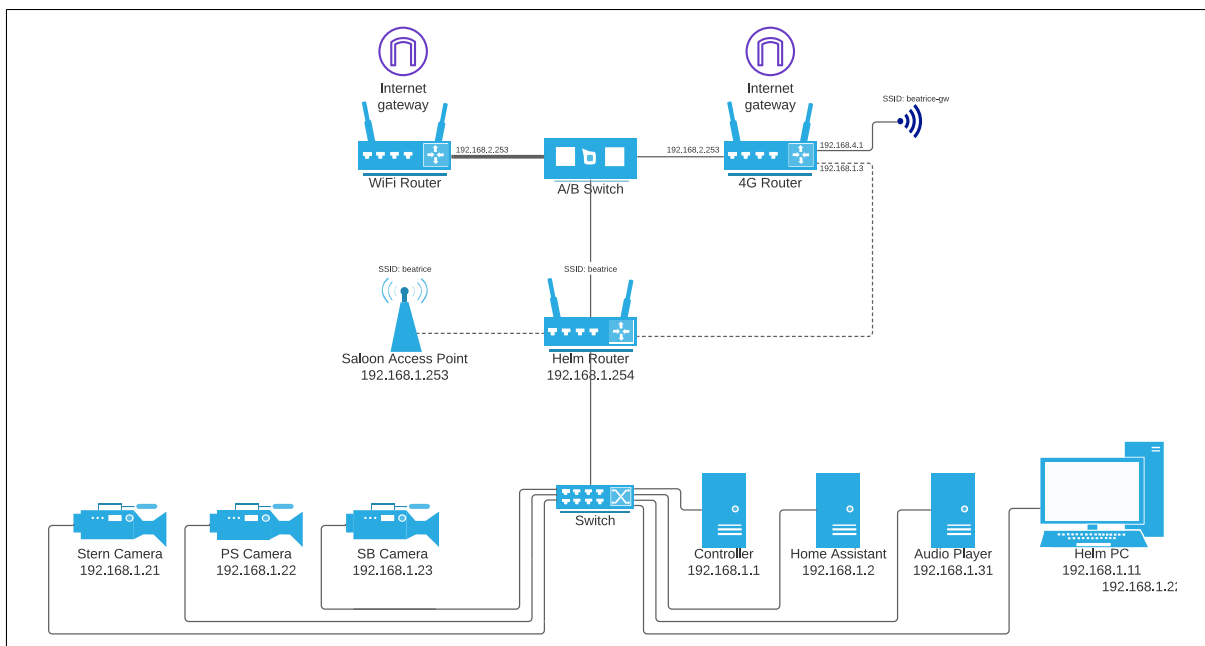 Internet
gateway
Internet
gateway
SSID: beatrice-gw
192.168.2.253
192.168.2.253
192.168.4.1
192.168.1.3
WiFi Router
A/B Switch
4G Router
SSID: beatrice
SSID: beatrice
Saloon Access Point
192.168.1.253
Helm Router
192.168.1.254
Switch
Stern Camera
192.168.1.21
PS Camera
192.168.1.22
SB Camera
192.168.1.23
Controller
192.168.1.1
Home Assistant
192.168.1.2
Audio Player
192.168.1.31
Helm PC
192.168.1.11
192.168.1.22